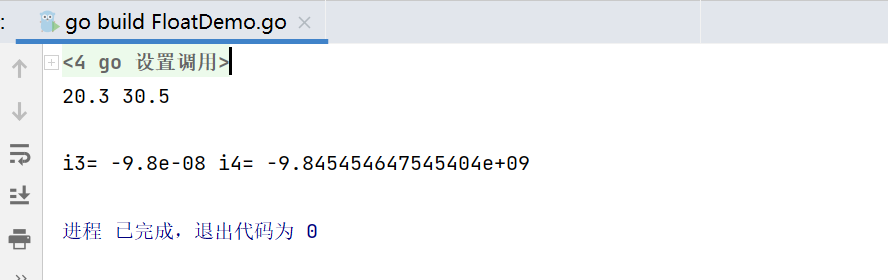 : go build FloatDemo.go ×
<4 go 设置调用>
20.3 30.5
i3= -9.8e-08 i4= -9.845454647545404e+09
进程 已完成，退出代码为 0